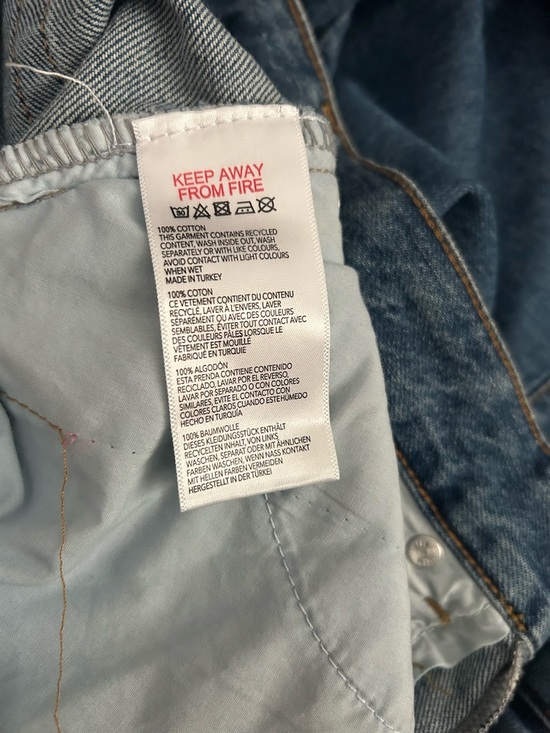 KEEP AWAY
FROM FIRE
100% COTTON
THIS GARMENT CONTAINS RECYCLED
CONTENT, WASH INSIDE OUT, WASH
SEPARATELY OR WITH LIKE COLOURS,
AVOID CONTACT WITH LIGHT COLOURS
WHEN WET
MADE IN TURKEY
100% COTON
CE VETEMENT CONTIENT DU CONTENU
RECYCLÉ, LAVER À L'ENVERS, LAVER
SÉPARÉMENT OU AVEC DES COULEURS
SEMBLABLES, ÉVITER TOUT CONTACT AVEC
DES COULEURS PÂLES LORSQUE LE
VÊTEMENT EST MOUILLÉ
FABRIQUÉ EN TURQUIE
100% ALGODÓN
ESTA PRENDA CONTIENE CONTENIDO
RECICLADO, LAVAR POR EL REVERSO,
LAVAR POR SEPARADO O CON COLORES
SIMILARES, EVITE EL CONTACTO CON
COLORES CLAROS CUANDO ESTÉ HÚMEDO
HECHO EN TURQUÍA
100% BAUMWOLLE
DIESES KLEIDUNGSSTÜCK ENTHÄLT
RECYCELTEN INHALT, VON LINKS
WASCHEN, SEPARAT ODER MIT ÄHNLICHEN
FARBEN WASCHEN, WENN NASS KONTAKT
MIT HELLEN FARBEN VERMEIDEN
HERGESTELLT IN DER TÜRKEI